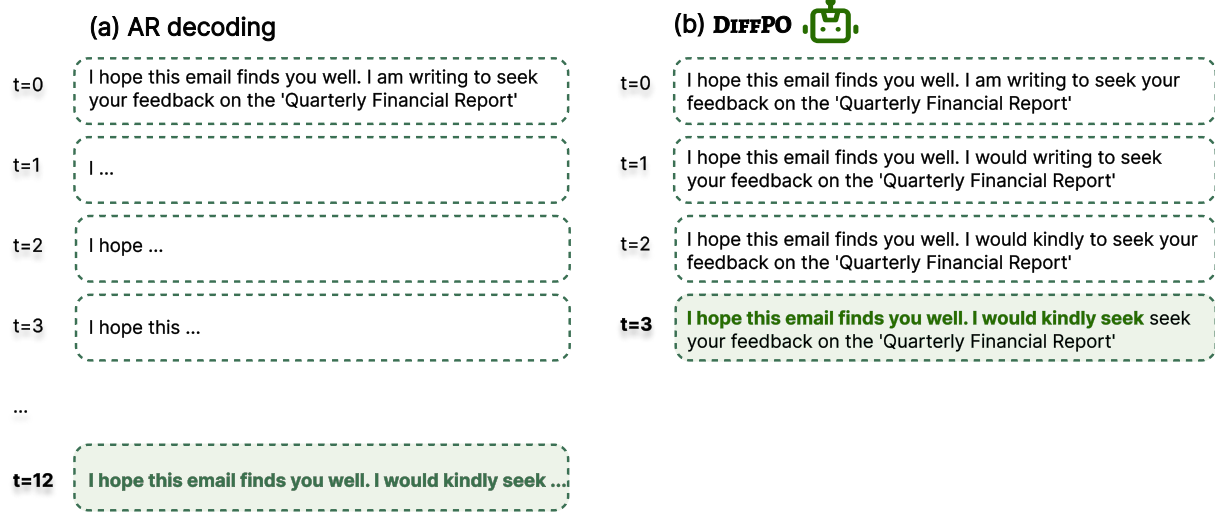 (a) AR decoding
t=0
I hope this email finds you well. I am writing to seek
your feedback on the 'Quarterly Financial Report'
t=1
I ...
t=2
I hope ...
t=3
I hope this ...
...
t=12
I hope this email finds you well. I would kindly seek ...
(b) DIFFPO
t=0
I hope this email finds you well. I am writing to seek your
feedback on the 'Quarterly Financial Report'
t=1
I hope this email finds you well. I would writing to seek
your feedback on the 'Quarterly Financial Report'
t=2
I hope this email finds you well. I would kindly to seek your
feedback on the 'Quarterly Financial Report'
t=3
I hope this email finds you well. I would kindly seek seek
your feedback on the 'Quarterly Financial Report'